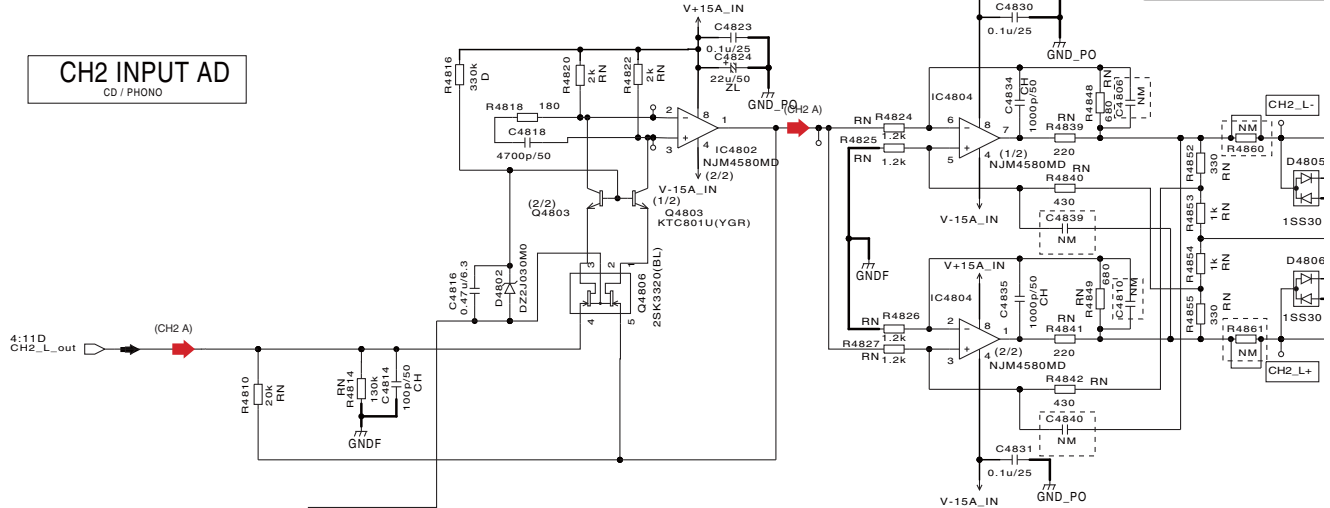 CH2 INPUT AD
CD / PHONO
V+15A_IN
C4823
0.1u/25
C4824
+
22u/50
ZL
GND_PO
R4816
330k
D
R4820
2k
RN
R4822
2k
RN
R4818
180
C4818
4700p/50
2
3
8
4
1
IC4802
NJM4580MD
(2/2)
V-15A_IN
(1/2)
Q4803
KTC801U(YGR)
(2/2)
Q4803
(CH2 A)
C4816
0.47u/6.3
D4802
DZ2J030M0
3
2
1
4
5
Q4806
2SK3320(BL)
4:11D
CH2_L_out
(CH2 A)
R4810
20k
RN
RN
R4814
130k
C4814
100p/50
CH
GNDF
C4830
0.1u/25
GND_PO
IC4804
RN
R4824
1.2k
R4825
RN
1.2k
6
5
8
4
7
(1/2)
NJM4580MD
V-15A_IN
C4834
1000p/50
CH
R4848
680
RN
C4806
NM
RN
R4839
220
R4840
RN
430
C4839
NM
GNDF
V+15A_IN
IC4804
RN
R4826
1.2k
R4827
RN
1.2k
2
3
8
4
1
(2/2)
NJM4580MD
C4835
1000p/50
CH
R4849
680
RN
C4810
NM
RN
R4841
220
R4842
RN
430
C4840
NM
C4831
0.1u/25
GND_PO
V-15A_IN
R4852
330
RN
R4853
1k
RN
R4854
1k
RN
R4855
330
RN
NM
R4860
CH2_L-
D4805
1SS30
D4806
1SS30
R4861
NM
CH2_L+